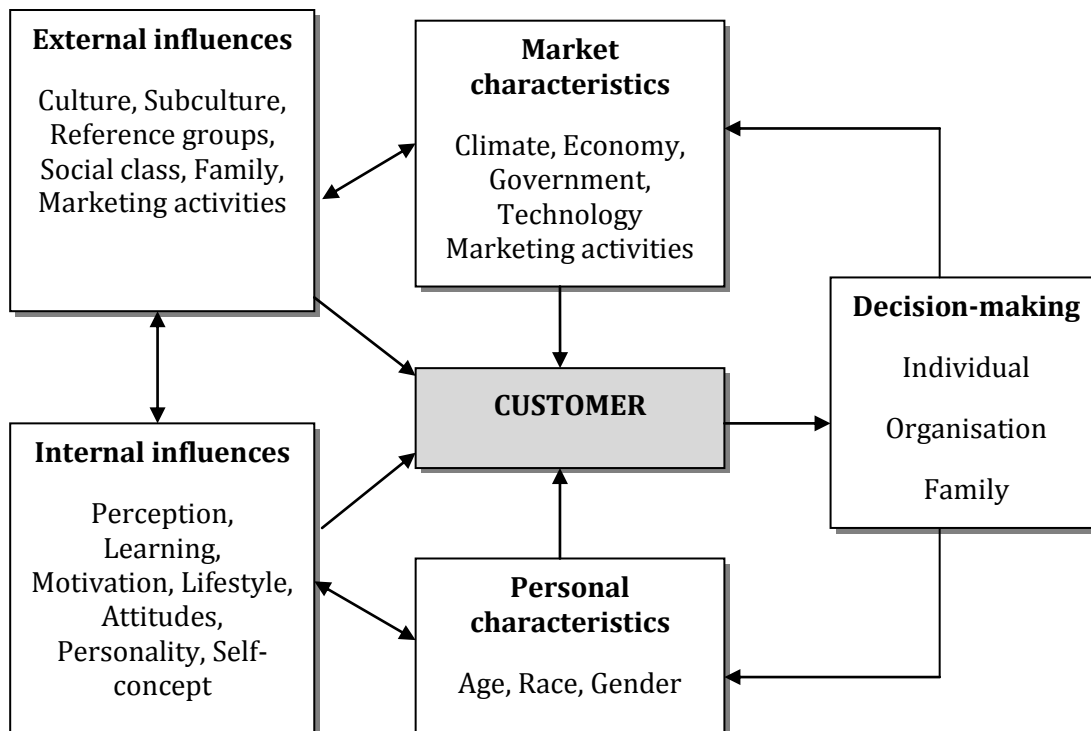 External influences
Culture, Subculture,
Reference groups,
Social class, Family,
Marketing activities
Market
characteristics
Climate, Economy,
Government,
Technology
Marketing activities
Decision-making
Individual
Organisation
Family
CUSTOMER
Internal influences
Perception,
Learning,
Motivation, Lifestyle,
Attitudes,
Personality, Self-
concept
Personal
characteristics
Age, Race, Gender